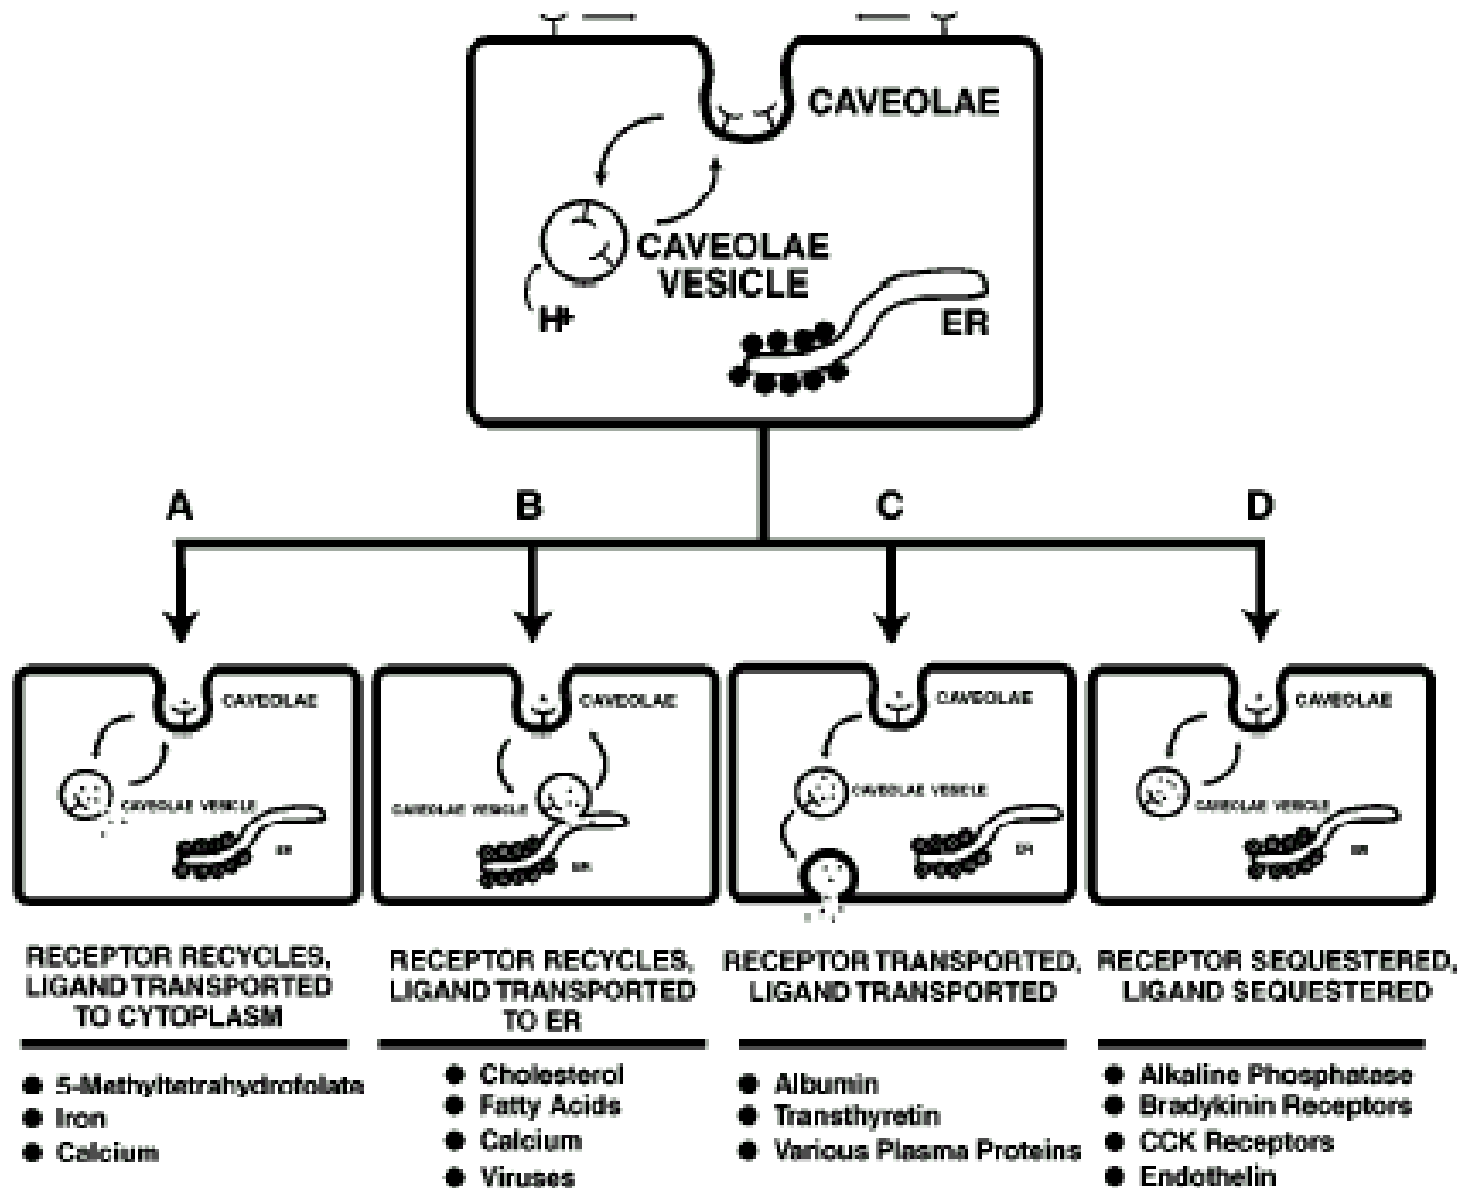 CAVEOLAE
CAVEOLAE
VESICLE
H+
ER
A
B
C
D
CAVEOLAE
CAVEOLAE VESICLE
ER
CAVEOLAE
CAVEOLAE VESICLE
ER
CAVEOLAE
CAVEOLAE VESICLE
ER
CAVEOLAE
CAVEOLAE VESICLE
ER
RECEPTOR RECYCLES,
LIGAND TRANSPORTED
TO CYTOPLASM
5-Methyltetrahydrofolate
Iron
Calcium
RECEPTOR RECYCLES,
LIGAND TRANSPORTED
TO ER
Cholesterol
Fatty Acids
Calcium
Viruses
RECEPTOR TRANSPORTED,
LIGAND TRANSPORTED
Albumin
Transthyretin
Various Plasma Proteins
RECEPTOR SEQUESTERED,
LIGAND SEQUESTERED
Alkaline Phosphatase
Bradykinin Receptors
CCK Receptors
Endothelin